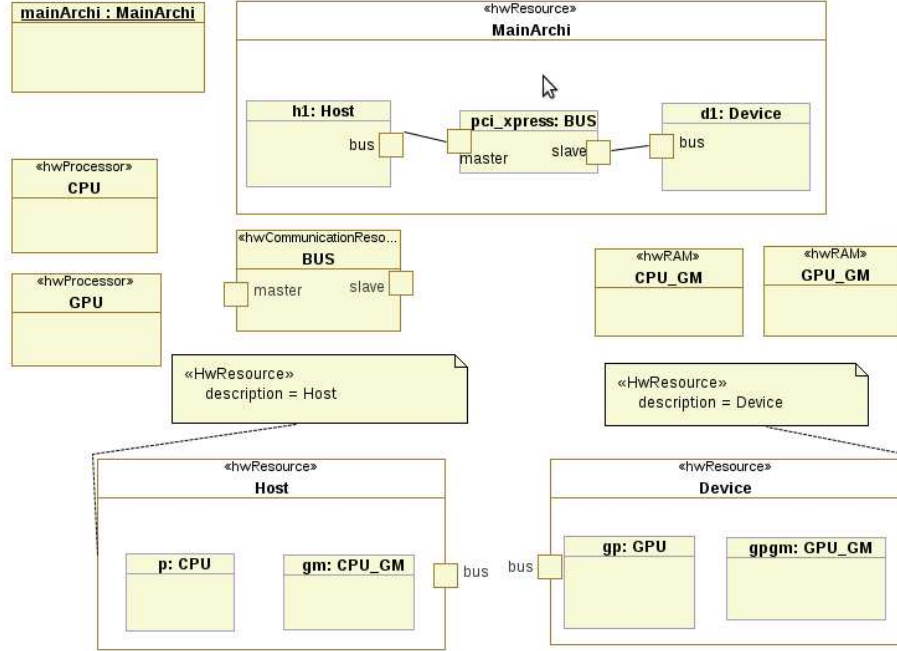 mainArchi : MainArchi
«hwResource»
MainArchi
h1: Host
bus
pci_xpress: BUS
master
slave
d1: Device
bus
«hwProcessor»
CPU
«hwProcessor»
GPU
«hwCommunicationReso...
BUS
master
slave
«hwRAM»
CPU_GM
«hwRAM»
GPU_GM
«HwResource»
description = Host
«HwResource»
description = Device
«hwResource»
Host
p: CPU
gm: CPU_GM
bus
«hwResource»
Device
bus
gp: GPU
gpgm: GPU_GM